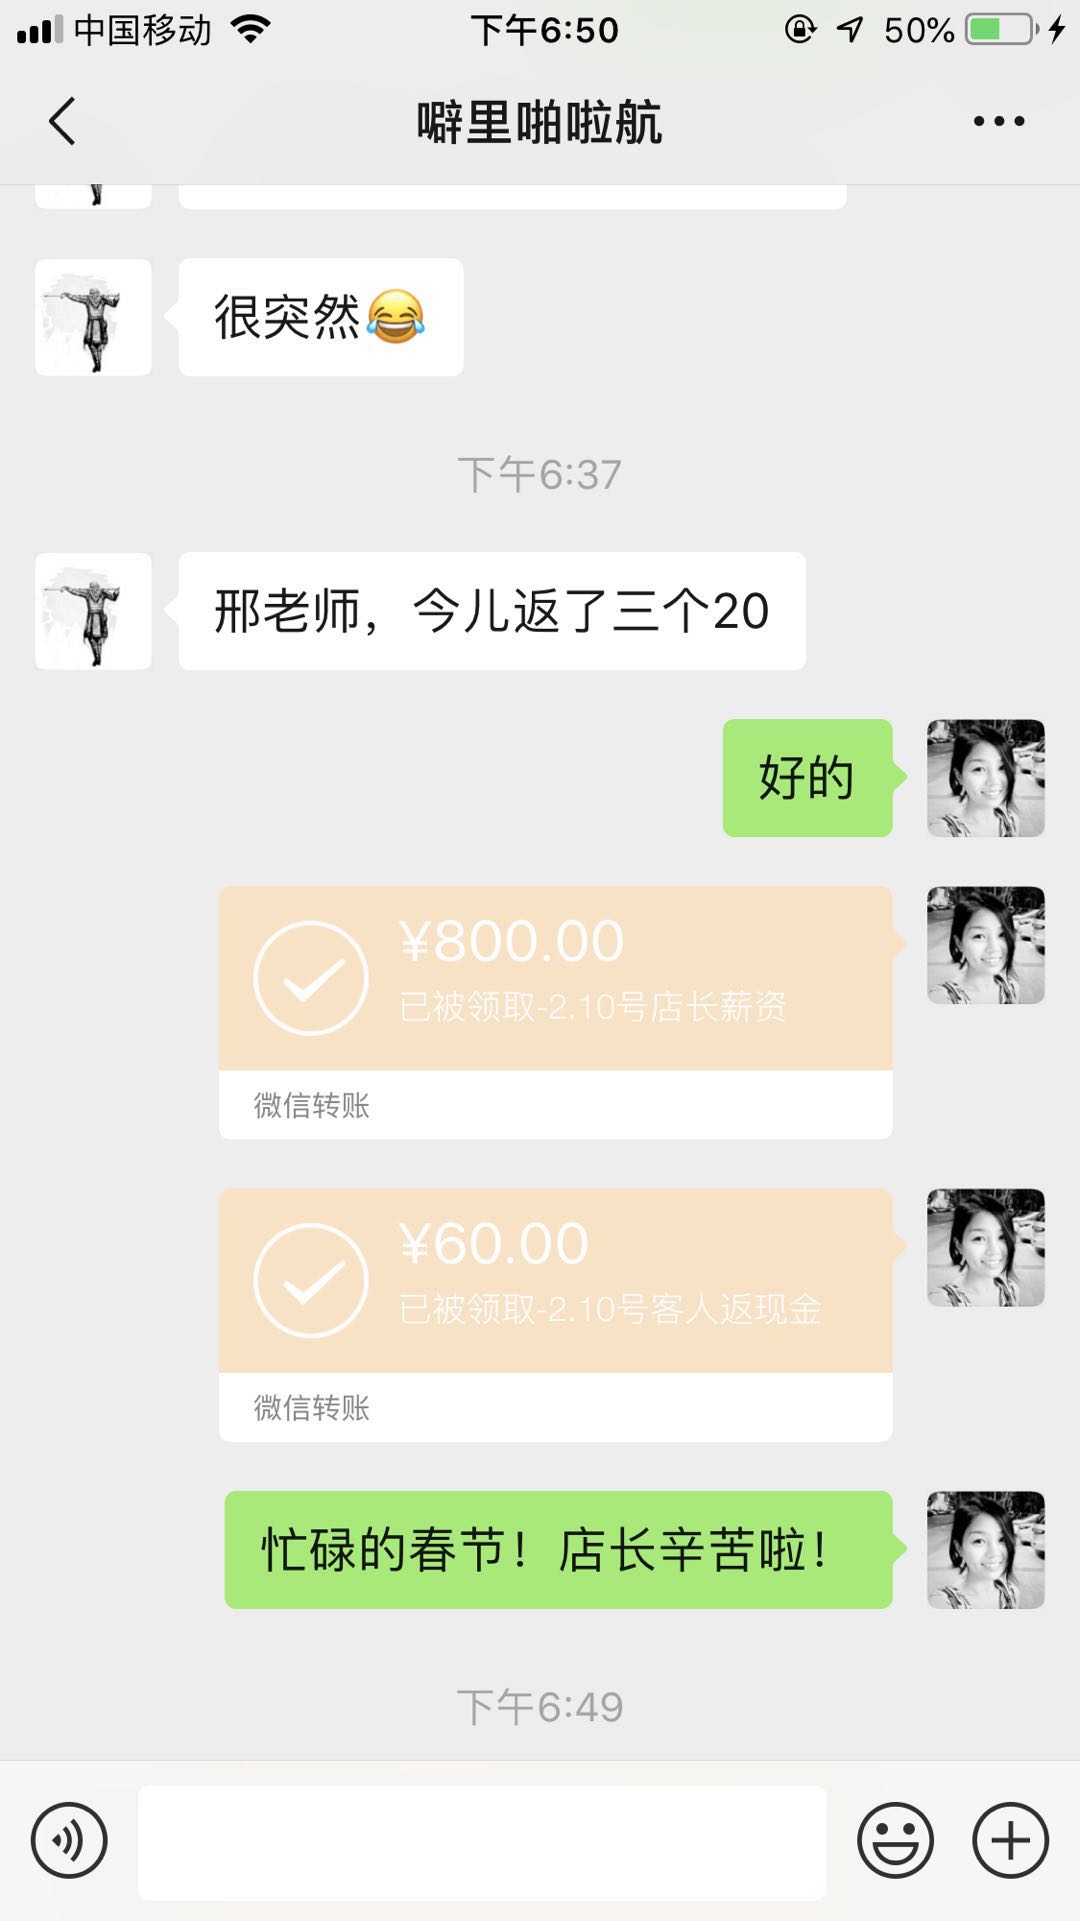 中国移动 下午6:50 50%
噼里啪啦航
很突然😂
下午6:37
邢老师，今儿返了三个20
好的
¥800.00
已被领取-2.10号店长薪资
微信转账
¥60.00
已被领取-2.10号客人返现金
微信转账
忙碌的春节！店长辛苦啦！
下午6:49